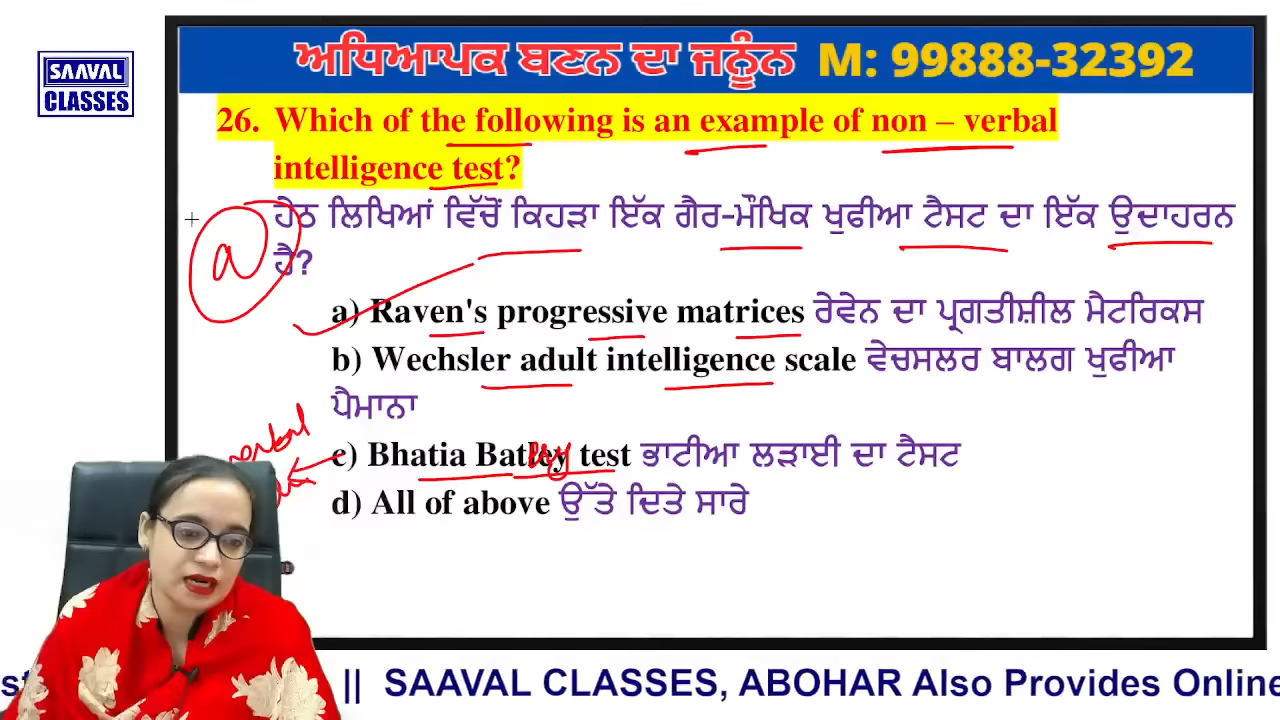 ਅਧਿਆਪਕ ਬਣਨ ਦਾ ਜਨੂੰਨ M: 99888-32392
SAAVAL
CLASSES
26. Which of the following is an example of non – verbal
intelligence test?
ਹੇਠ ਲਿਖਿਆਂ ਵਿੱਚੋਂ ਕਿਹੜਾ ਇੱਕ ਗੈਰ-ਮੌਖਿਕ ਖੁਫੀਆ ਟੈਸਟ ਦਾ ਇੱਕ ਉਦਾਹਰਨ
ਹੈ?
a
a) Raven's progressive matrices ਰੇਵੇਨ ਦਾ ਪ੍ਰਗਤੀਸ਼ੀਲ ਮੈਟਰਿਕਸ
b) Wechsler adult intelligence scale ਵੇਚਸਲਰ ਬਾਲਗ ਖੁਫੀਆ
ਪੈਮਾਨਾ
verbal
c) Bhatia Batley test ਭਾਟੀਆ ਲੜਾਈ ਦਾ ਟੈਸਟ
d) All of above ਉੱਤੇ ਦਿਤੇ ਸਾਰੇ
|| SAAVAL CLASSES, ABOHAR Also Provides Online